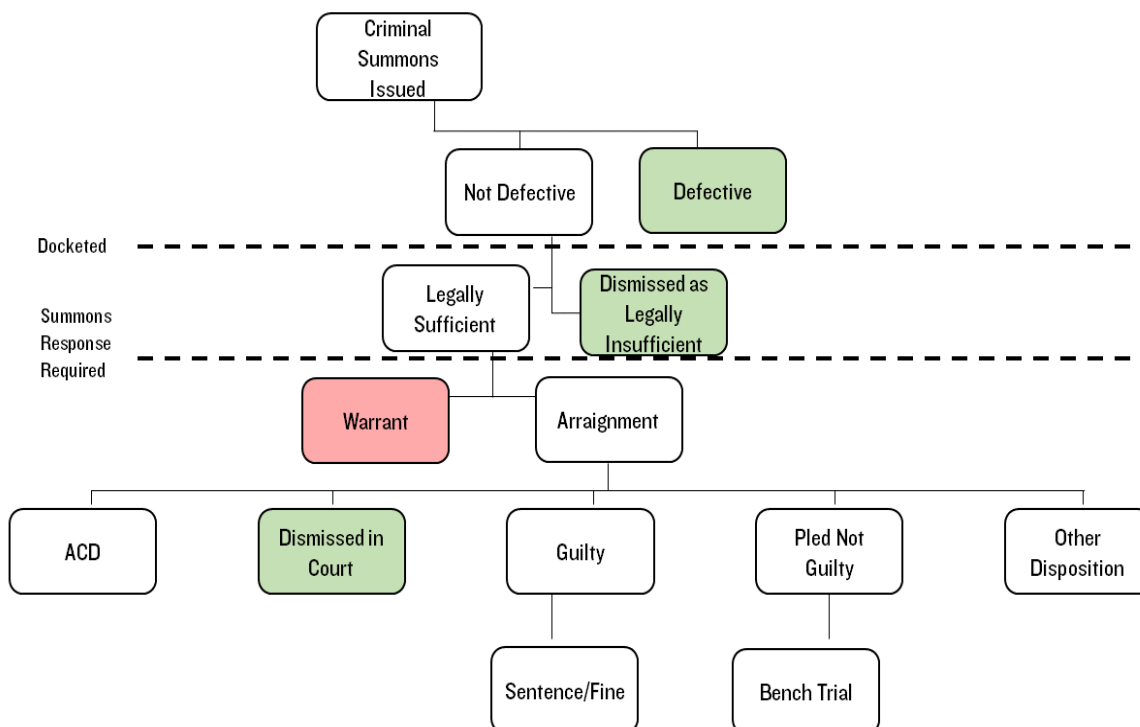 Criminal
Summons
Issued
Not Defective
Defective
Docketed
Legally
Sufficient
Dismissed as
Legally
Insufficient
Summons
Response
Required
Warrant
Arraignment
ACD
Dismissed in
Court
Guilty
Pled Not
Guilty
Other
Disposition
Sentence/Fine
Bench Trial